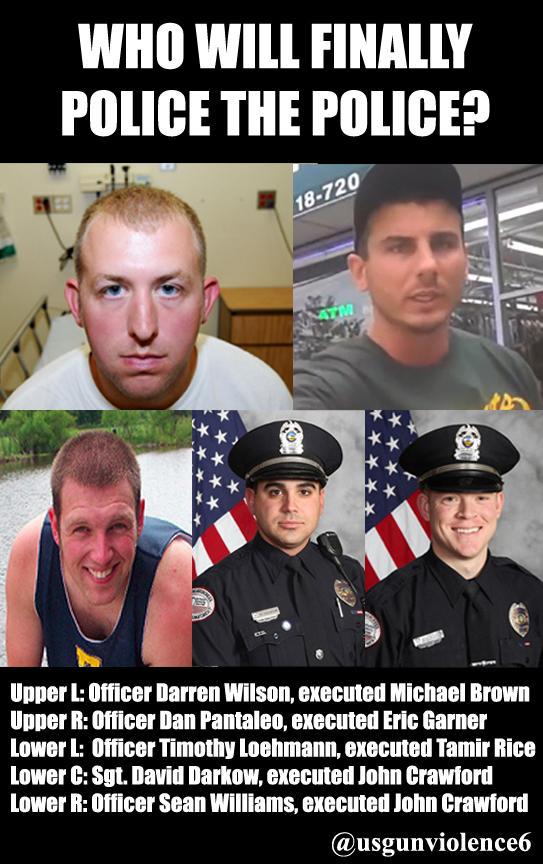 WHO WILL FINALLY
POLICE THE POLICE?
18-720
ATM
Upper L: Officer Darren Wilson, executed Michael Brown
Upper R: Officer Dan Pantaleo, executed Eric Garner
Lower L:  Officer Timothy Loehmann, executed Tamir Rice
Lower C: Sgt. David Darkow, executed John Crawford
Lower R: Officer Sean Williams, executed John Crawford
@usgunviolence6